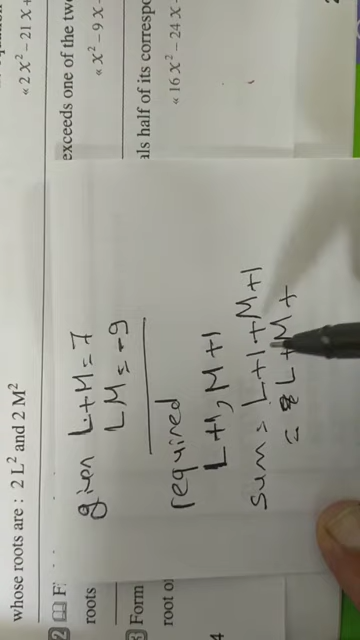 « 2 X² – 21 X +
exceeds one of the two
« X² – 9 X –
als half of its correspo
« 16 X² – 24 X –
whose roots are : 2 L² and 2 M²
2 F
roots
3 Form
root o
4
given L+M=7
LM=-9
required
L+1, M+1
sum = L+1+M+1
= L+M+